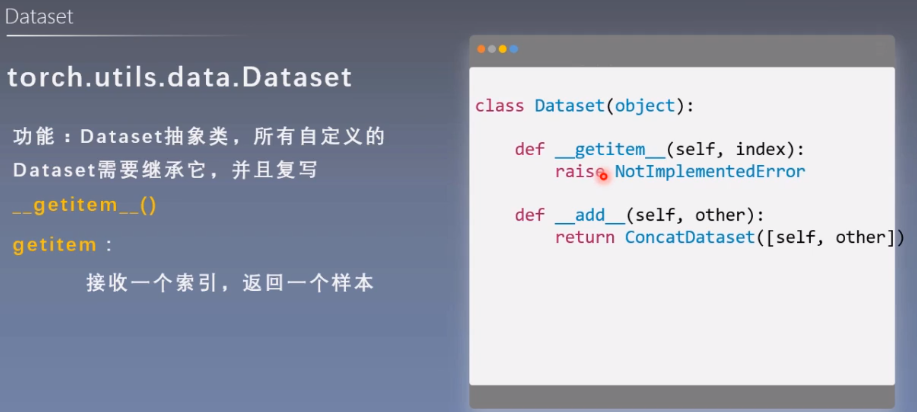 Dataset
torch.utils.data.Dataset
功能：Dataset抽象类，所有自定义的
Dataset需要继承它，并且复写
__getitem__()
getitem：
接收一个索引，返回一个样本
class Dataset(object):
def __getitem__(self, index):
raise NotImplementedError
def __add__(self, other):
return ConcatDataset([self, other])